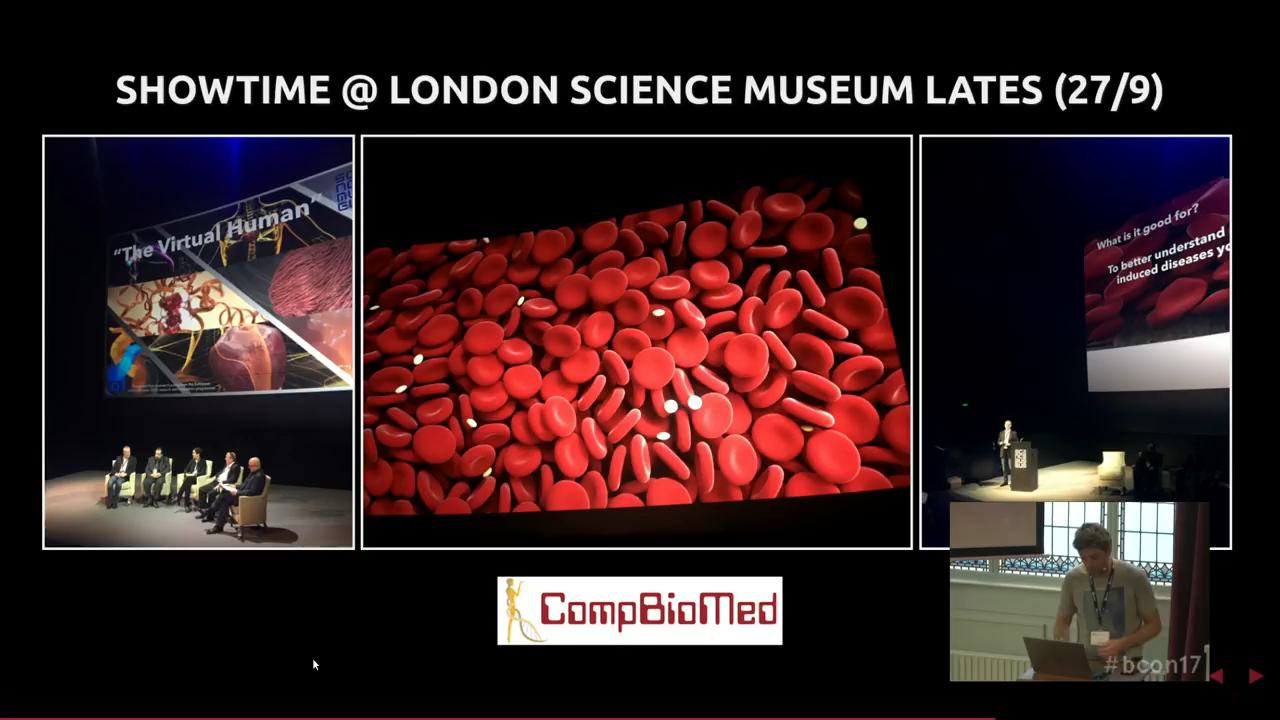 SHOWTIME @ LONDON SCIENCE MUSEUM LATES (27/9)
"The Virtual Human"
What is it good for?
To better understand
induced diseases yo
CompBioMed
#bcon17